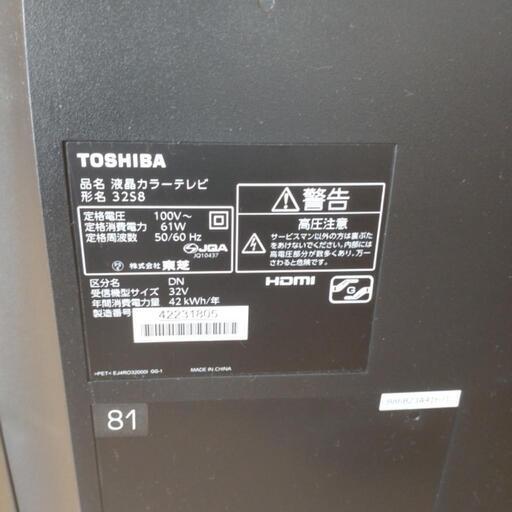 TOSHIBA
品名 液晶カラーテレビ
形名 32S8
定格電圧 100V～
定格消費電力 61W
定格周波数 50/60 Hz
JQA
JQ10437
株式会社 東芝
区分名 DN
受信機型サイズ 32V
年間消費電力量 42 kWh/年
製造番号 42231805
>PET< EJ4RO32000I GG-1
MADE IN CHINA
警告
高圧注意
サービスマン以外の方は裏ぶた
をあけないでください。内部には
高電圧部分が数多くあり、万一
さわると危険です。
HDMI
S
G
81